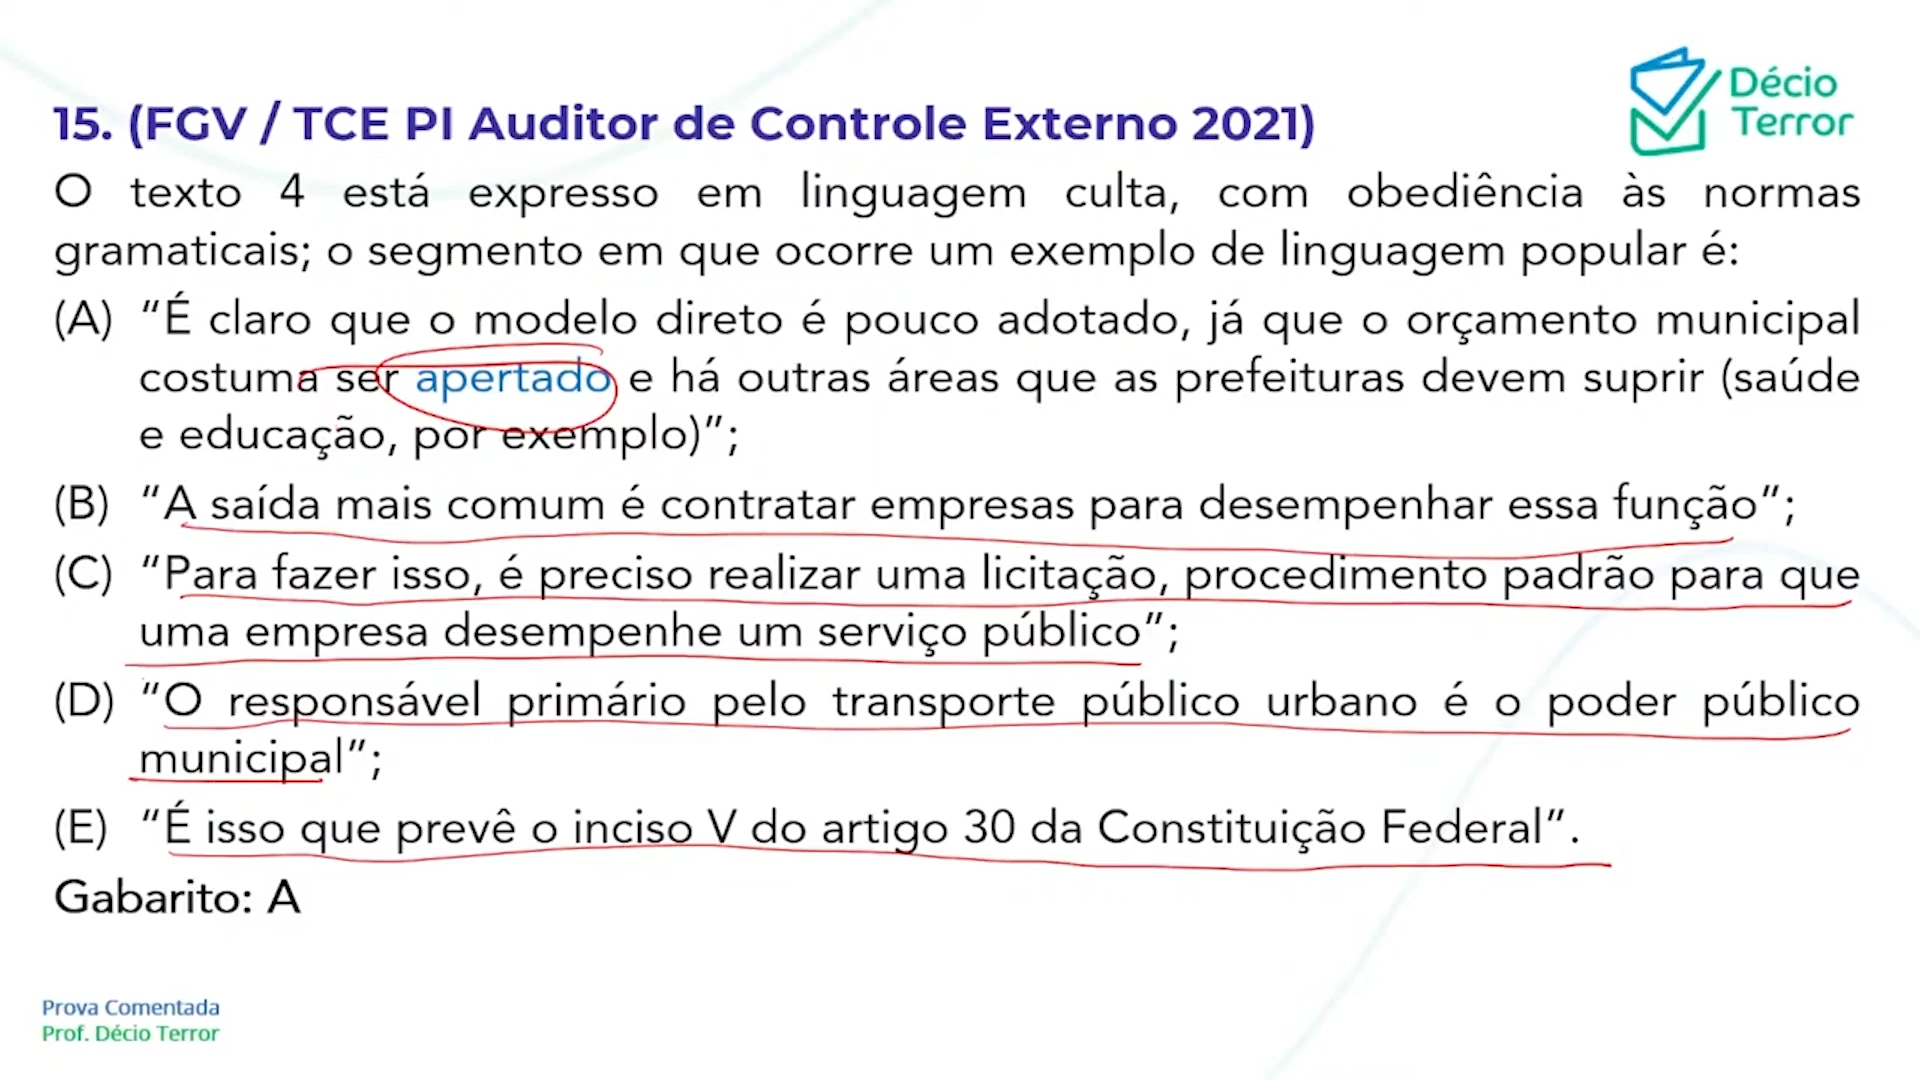 Décio
Terror
15. (FGV / TCE PI Auditor de Controle Externo 2021)
O texto 4 está expresso em linguagem culta, com obediência às normas
gramaticais; o segmento em que ocorre um exemplo de linguagem popular é:
(A) “É claro que o modelo direto é pouco adotado, já que o orçamento municipal
costuma ser apertado e há outras áreas que as prefeituras devem suprir (saúde
e educação, por exemplo)”;
(B) “A saída mais comum é contratar empresas para desempenhar essa função”;
(C) “Para fazer isso, é preciso realizar uma licitação, procedimento padrão para que
uma empresa desempenhe um serviço público”;
(D) “O responsável primário pelo transporte público urbano é o poder público
municipal”;
(E) “É isso que prevê o inciso V do artigo 30 da Constituição Federal”.
Gabarito: A
Prova Comentada
Prof. Décio Terror